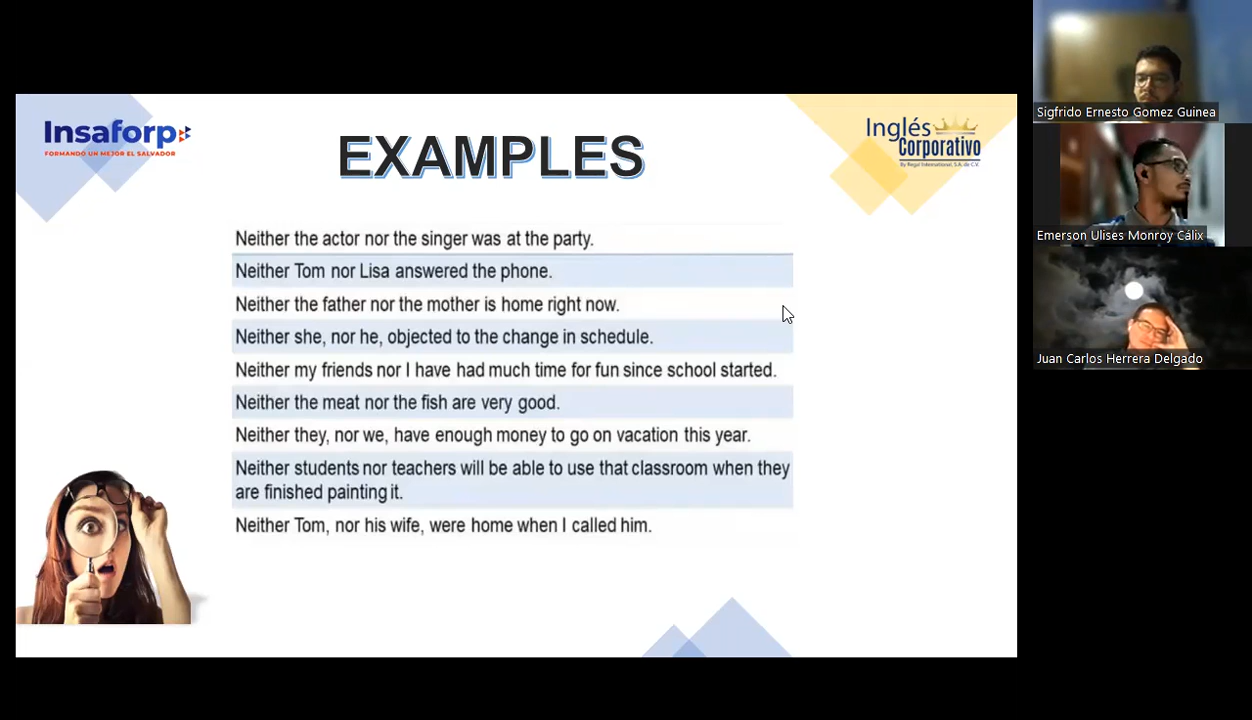 Insaforp
FORMANDO UN MEJOR EL SALVADOR
EXAMPLES
Inglés
Corporativo
By Regal International, S.A. de C.V.
Neither the actor nor the singer was at the party.
Neither Tom nor Lisa answered the phone.
Neither the father nor the mother is home right now.
Neither she, nor he, objected to the change in schedule.
Neither my friends nor I have had much time for fun since school started.
Neither the meat nor the fish are very good.
Neither they, nor we, have enough money to go on vacation this year.
Neither students nor teachers will be able to use that classroom when they
are finished painting it.
Neither Tom, nor his wife, were home when I called him.
Sigfrido Ernesto Gomez Guinea
Emerson Ulises Monroy Cálix
Juan Carlos Herrera Delgado